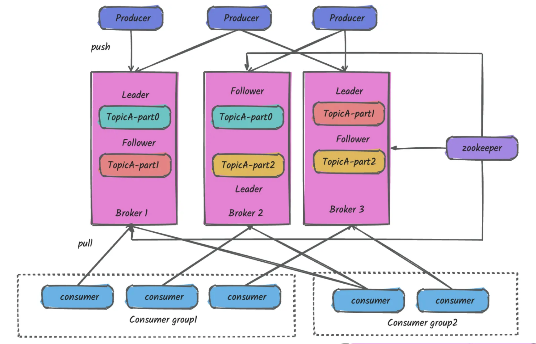 Producer
Producer
Producer
push
Leader
TopicA-part0
Follower
TopicA-part1
Broker 1
Follower
TopicA-part0
TopicA-part2
Leader
Broker 2
Leader
TopicA-part1
Follower
TopicA-part2
Broker 3
zookeeper
pull
consumer
consumer
consumer
Consumer group1
consumer
consumer
Consumer group2